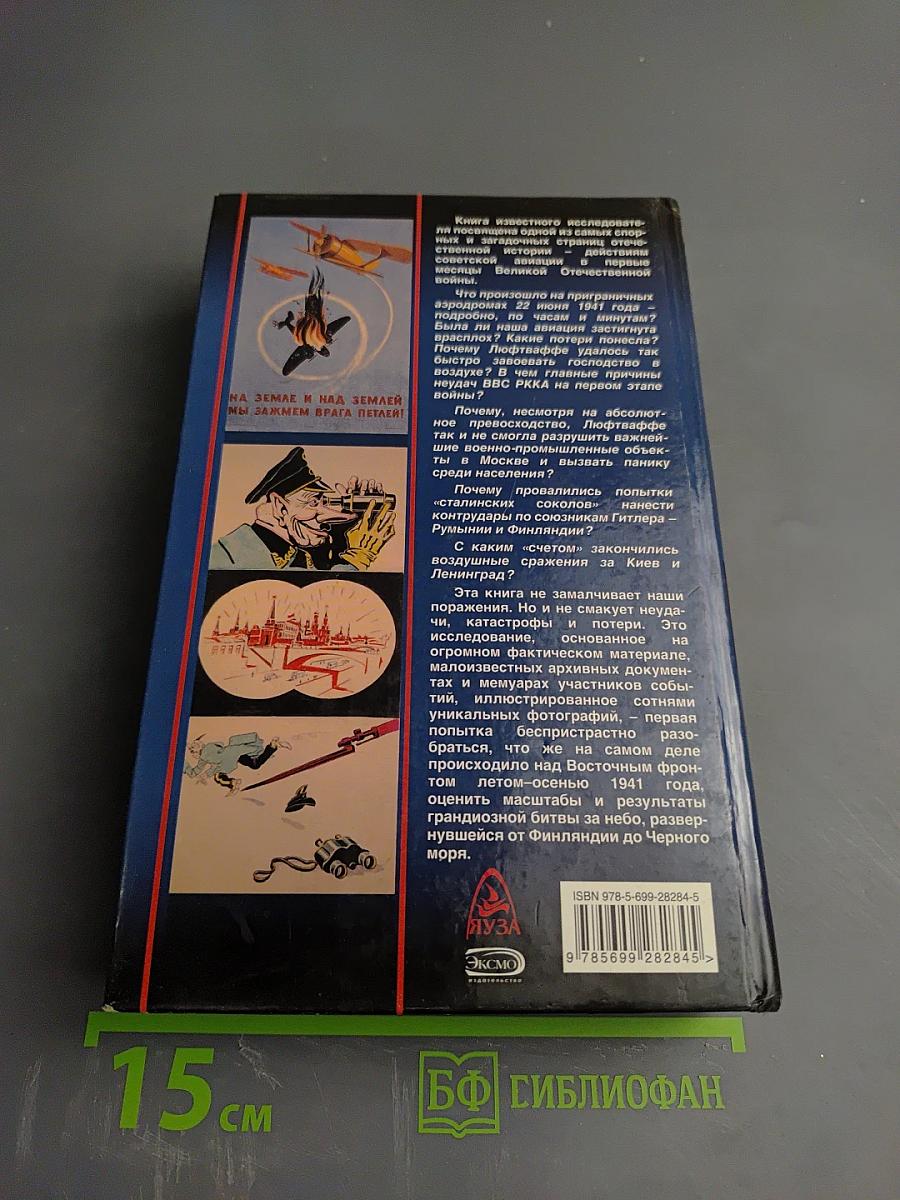 НА ЗЕМЛЕ И НАД ЗЕМЛЕЙ
МЫ ЗАЖМЕМ ВРАГА ПЕТЛЕЙ!
Книга известного исследовате-
ля посвящена одной из самых спор-
ных и загадочных страниц отече-
ственной истории – действиям
советской авиации в первые
месяцы Великой Отечественной
войны.
Что произошло на приграничных
аэродромах 22 июня 1941 года –
подробно, по часам и минутам?
Была ли наша авиация застигнута
врасплох? Какие потери понесла?
Почему Люфтваффе удалось так
быстро завоевать господство в
воздухе? В чем главные причины
неудач ВВС РККА на первом этапе
войны?
Почему, несмотря на абсолют-
ное превосходство, Люфтваффе
так и не смогла разрушить важней-
шие военно-промышленные объек-
ты в Москве и вызвать панику
среди населения?
Почему провалились попытки
«сталинских соколов» нанести
контрудары по союзникам Гитлера –
Румынии и Финляндии?
С каким «счетом» закончились
воздушные сражения за Киев и
Ленинград?
Эта книга не замалчивает наши
поражения. Но и не смакует неуда-
чи, катастрофы и потери. Это
исследование, основанное на
огромном фактическом материале,
малоизвестных архивных докумен-
тах и мемуарах участников собы-
тий, иллюстрированное сотнями
уникальных фотографий, – первая
попытка беспристрастно разо-
браться, что же на самом деле
происходило над Восточным фрон-
том летом–осенью 1941 года,
оценить масштабы и результаты
грандиозной битвы за небо, развер-
нувшейся от Финляндии до Черного
моря.
ЯУЗА
ЭКСМО
издательство
ISBN 978-5-699-28284-5
9 785699 282845 >
15 см
БФ БИБЛИОФАН